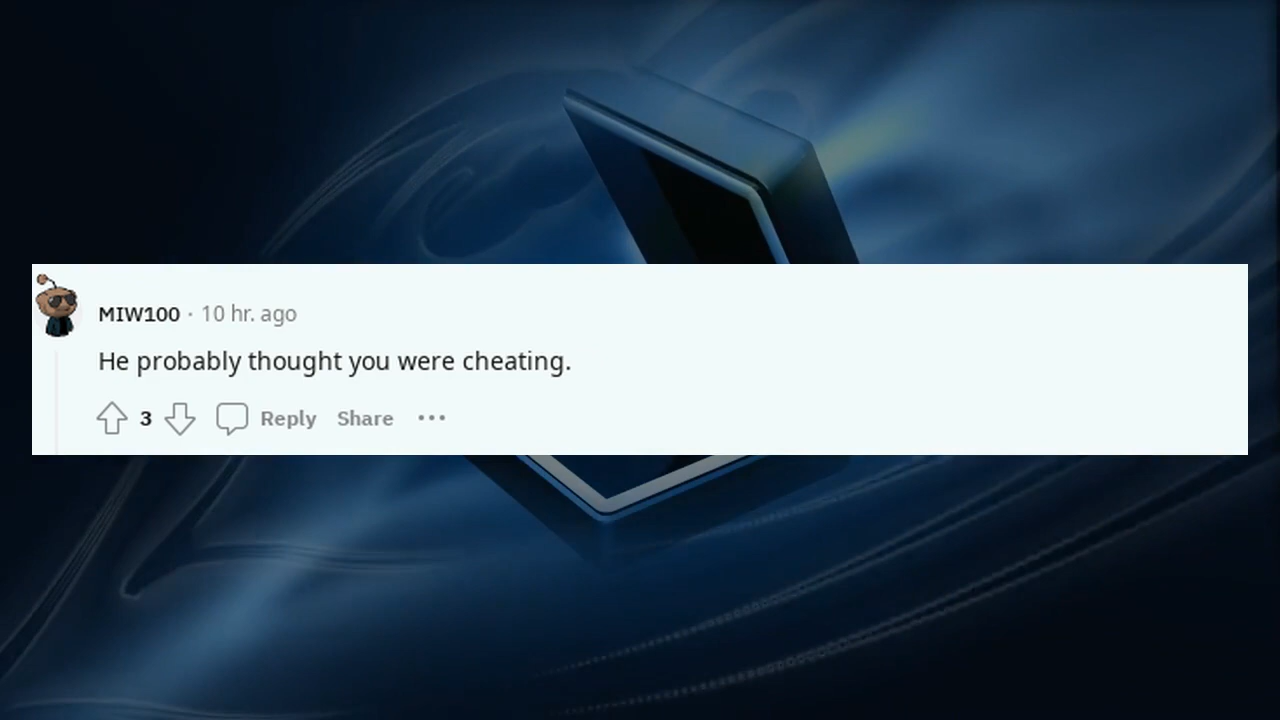 MIW100 · 10 hr. ago
He probably thought you were cheating.
3 Reply Share ···